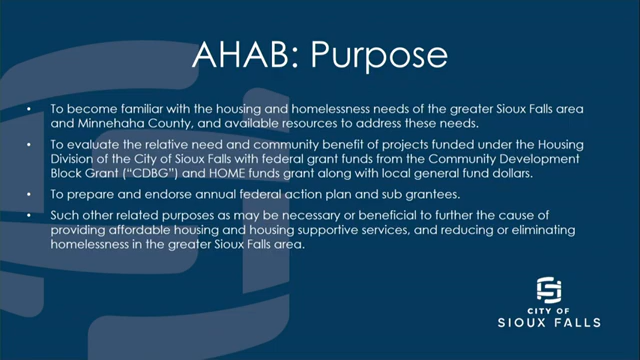 AHAB: Purpose
• To become familiar with the housing and homelessness needs of the greater Sioux Falls area
and Minnehaha County, and available resources to address these needs.
• To evaluate the relative need and community benefit of projects funded under the Housing
Division of the City of Sioux Falls with federal grant funds from the Community Development
Block Grant ("CDBG") and HOME funds grant along with local general fund dollars.
• To prepare and endorse annual federal action plan and sub grantees.
• Such other related purposes as may be necessary or beneficial to further the cause of
providing affordable housing and housing supportive services, and reducing or eliminating
homelessness in the greater Sioux Falls area.
CITY OF
SIOUX FALLS